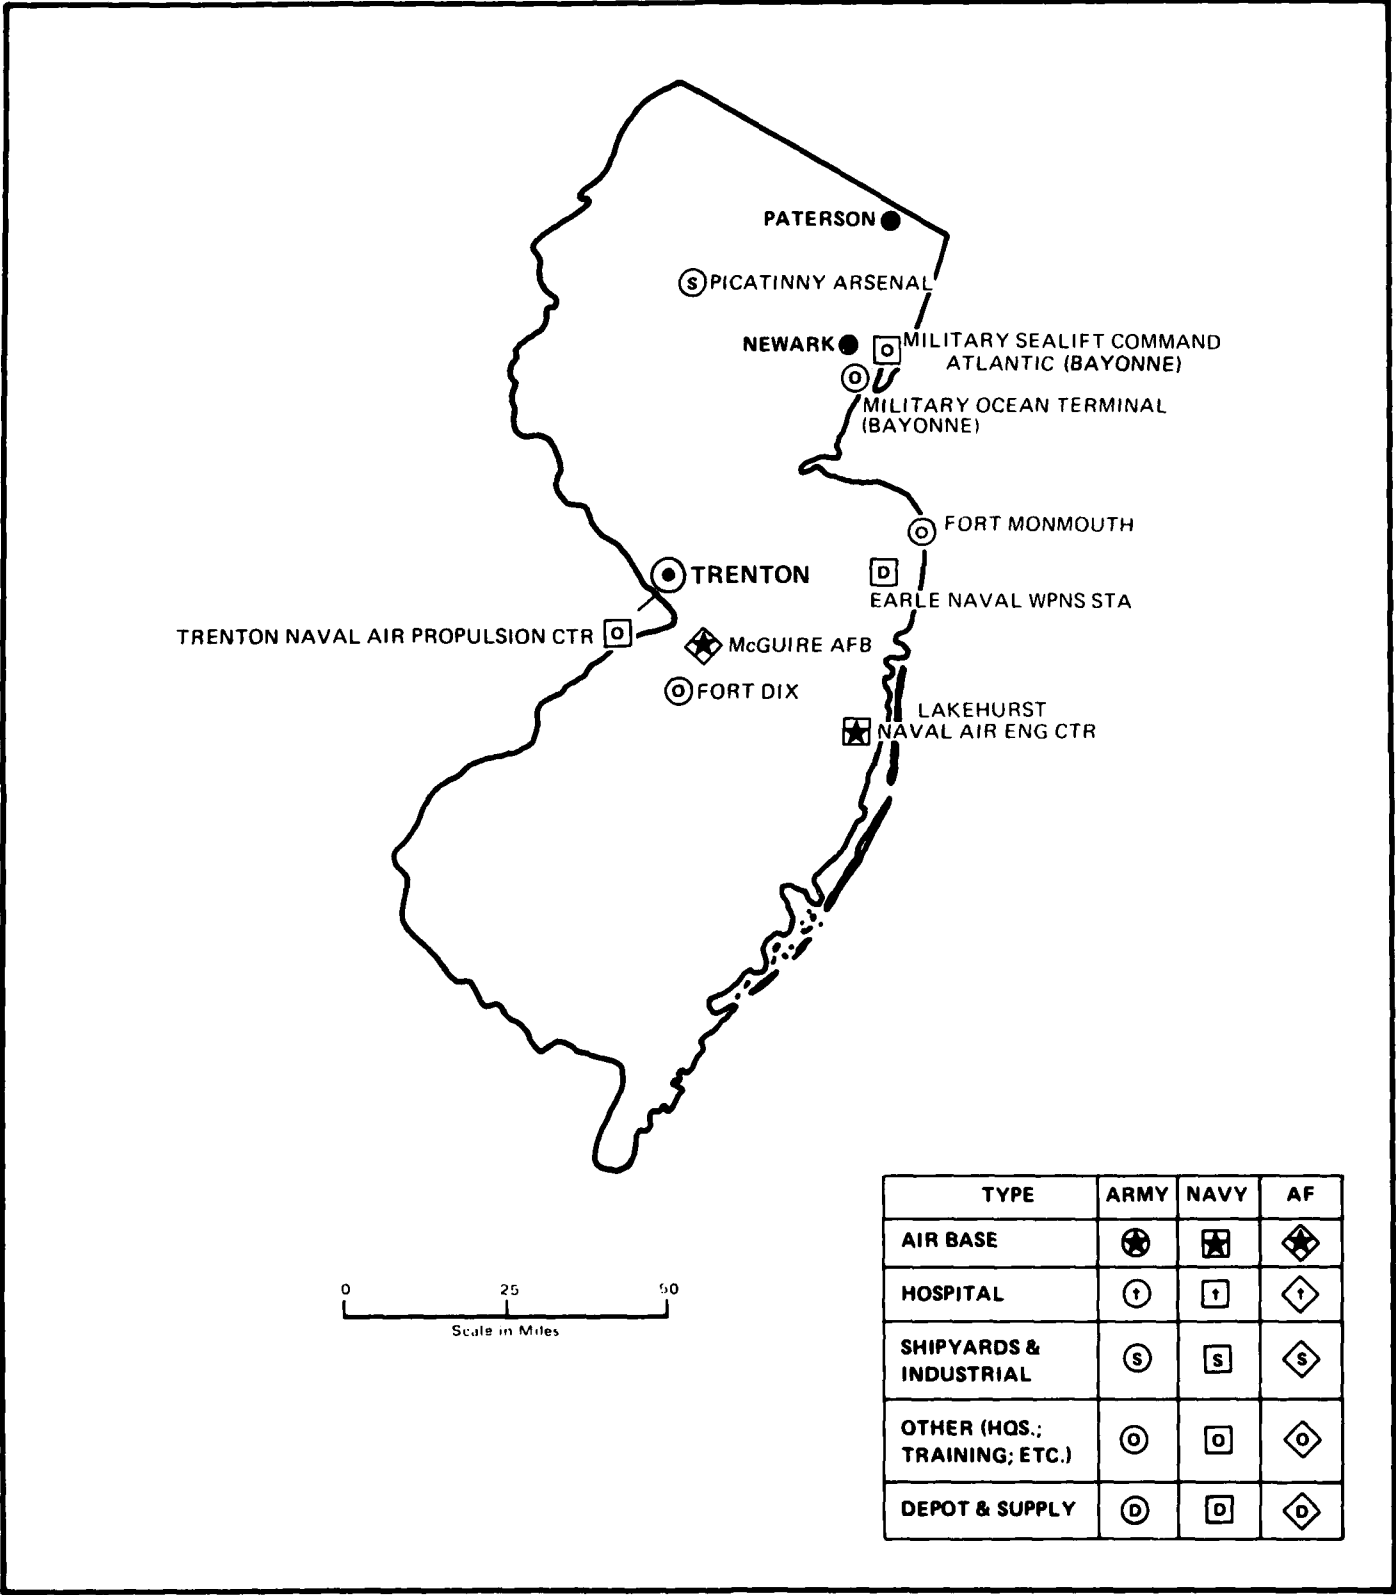 PATERSON
S PICATINNY ARSENAL
NEWARK
O MILITARY SEALIFT COMMAND
ATLANTIC (BAYONNE)
O
MILITARY OCEAN TERMINAL
(BAYONNE)
O FORT MONMOUTH
TRENTON
D
EARLE NAVAL WPNS STA
TRENTON NAVAL AIR PROPULSION CTR O
McGUIRE AFB
O FORT DIX
LAKEHURST
NAVAL AIR ENG CTR
TYPE ARMY NAVY AF
AIR BASE
HOSPITAL † † †
SHIPYARDS &
INDUSTRIAL S S S
OTHER (HQS.;
TRAINING; ETC.) O O O
DEPOT & SUPPLY D D D
0 25 50
Scale in Miles